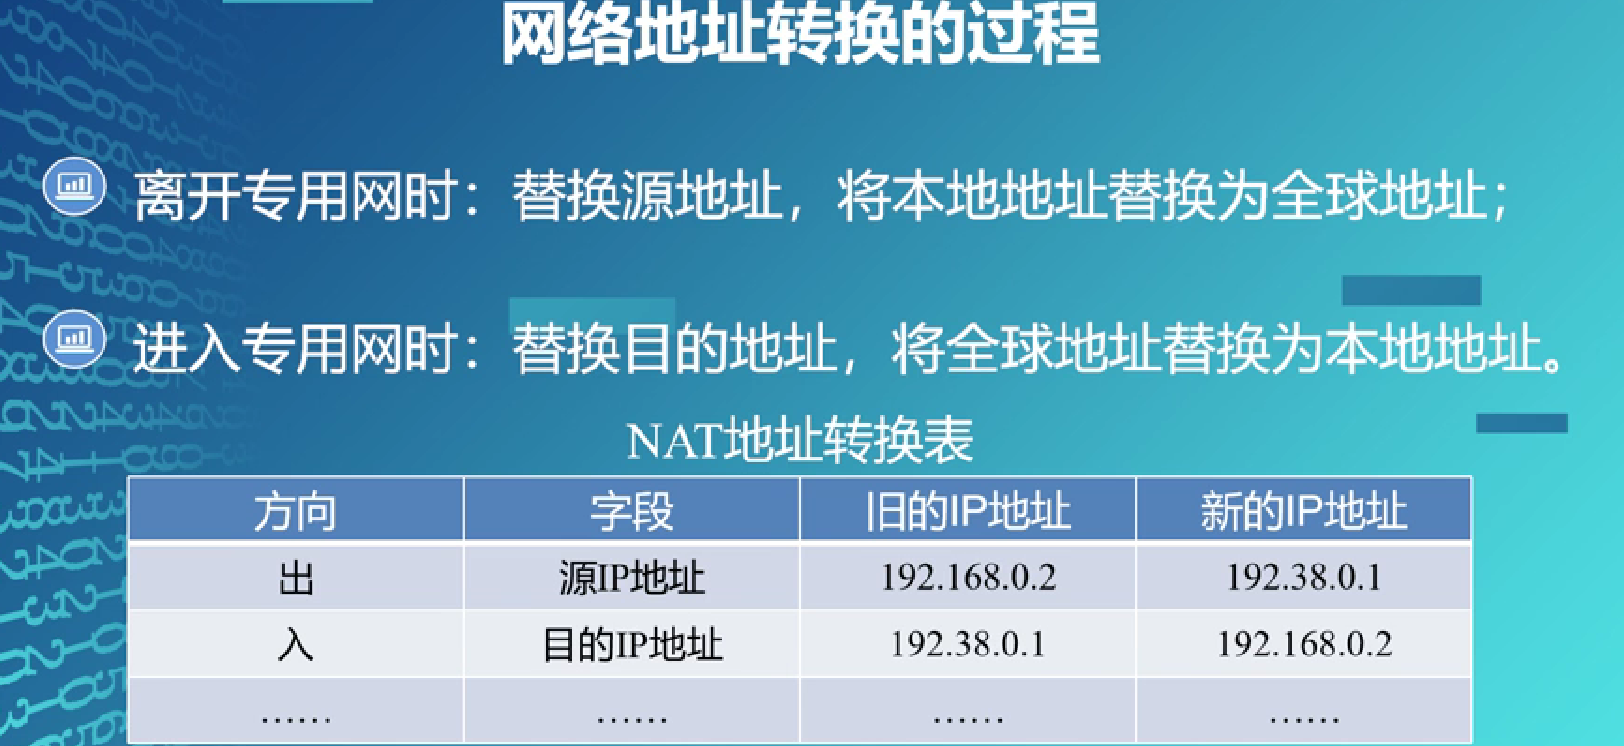 网络地址转换的过程
离开专用网时：替换源地址，将本地地址替换为全球地址；
进入专用网时：替换目的地址，将全球地址替换为本地地址。
NAT地址转换表
方向 字段 旧的IP地址 新的IP地址
出 源IP地址 192.168.0.2 192.38.0.1
入 目的IP地址 192.38.0.1 192.168.0.2
…… …… …… ……